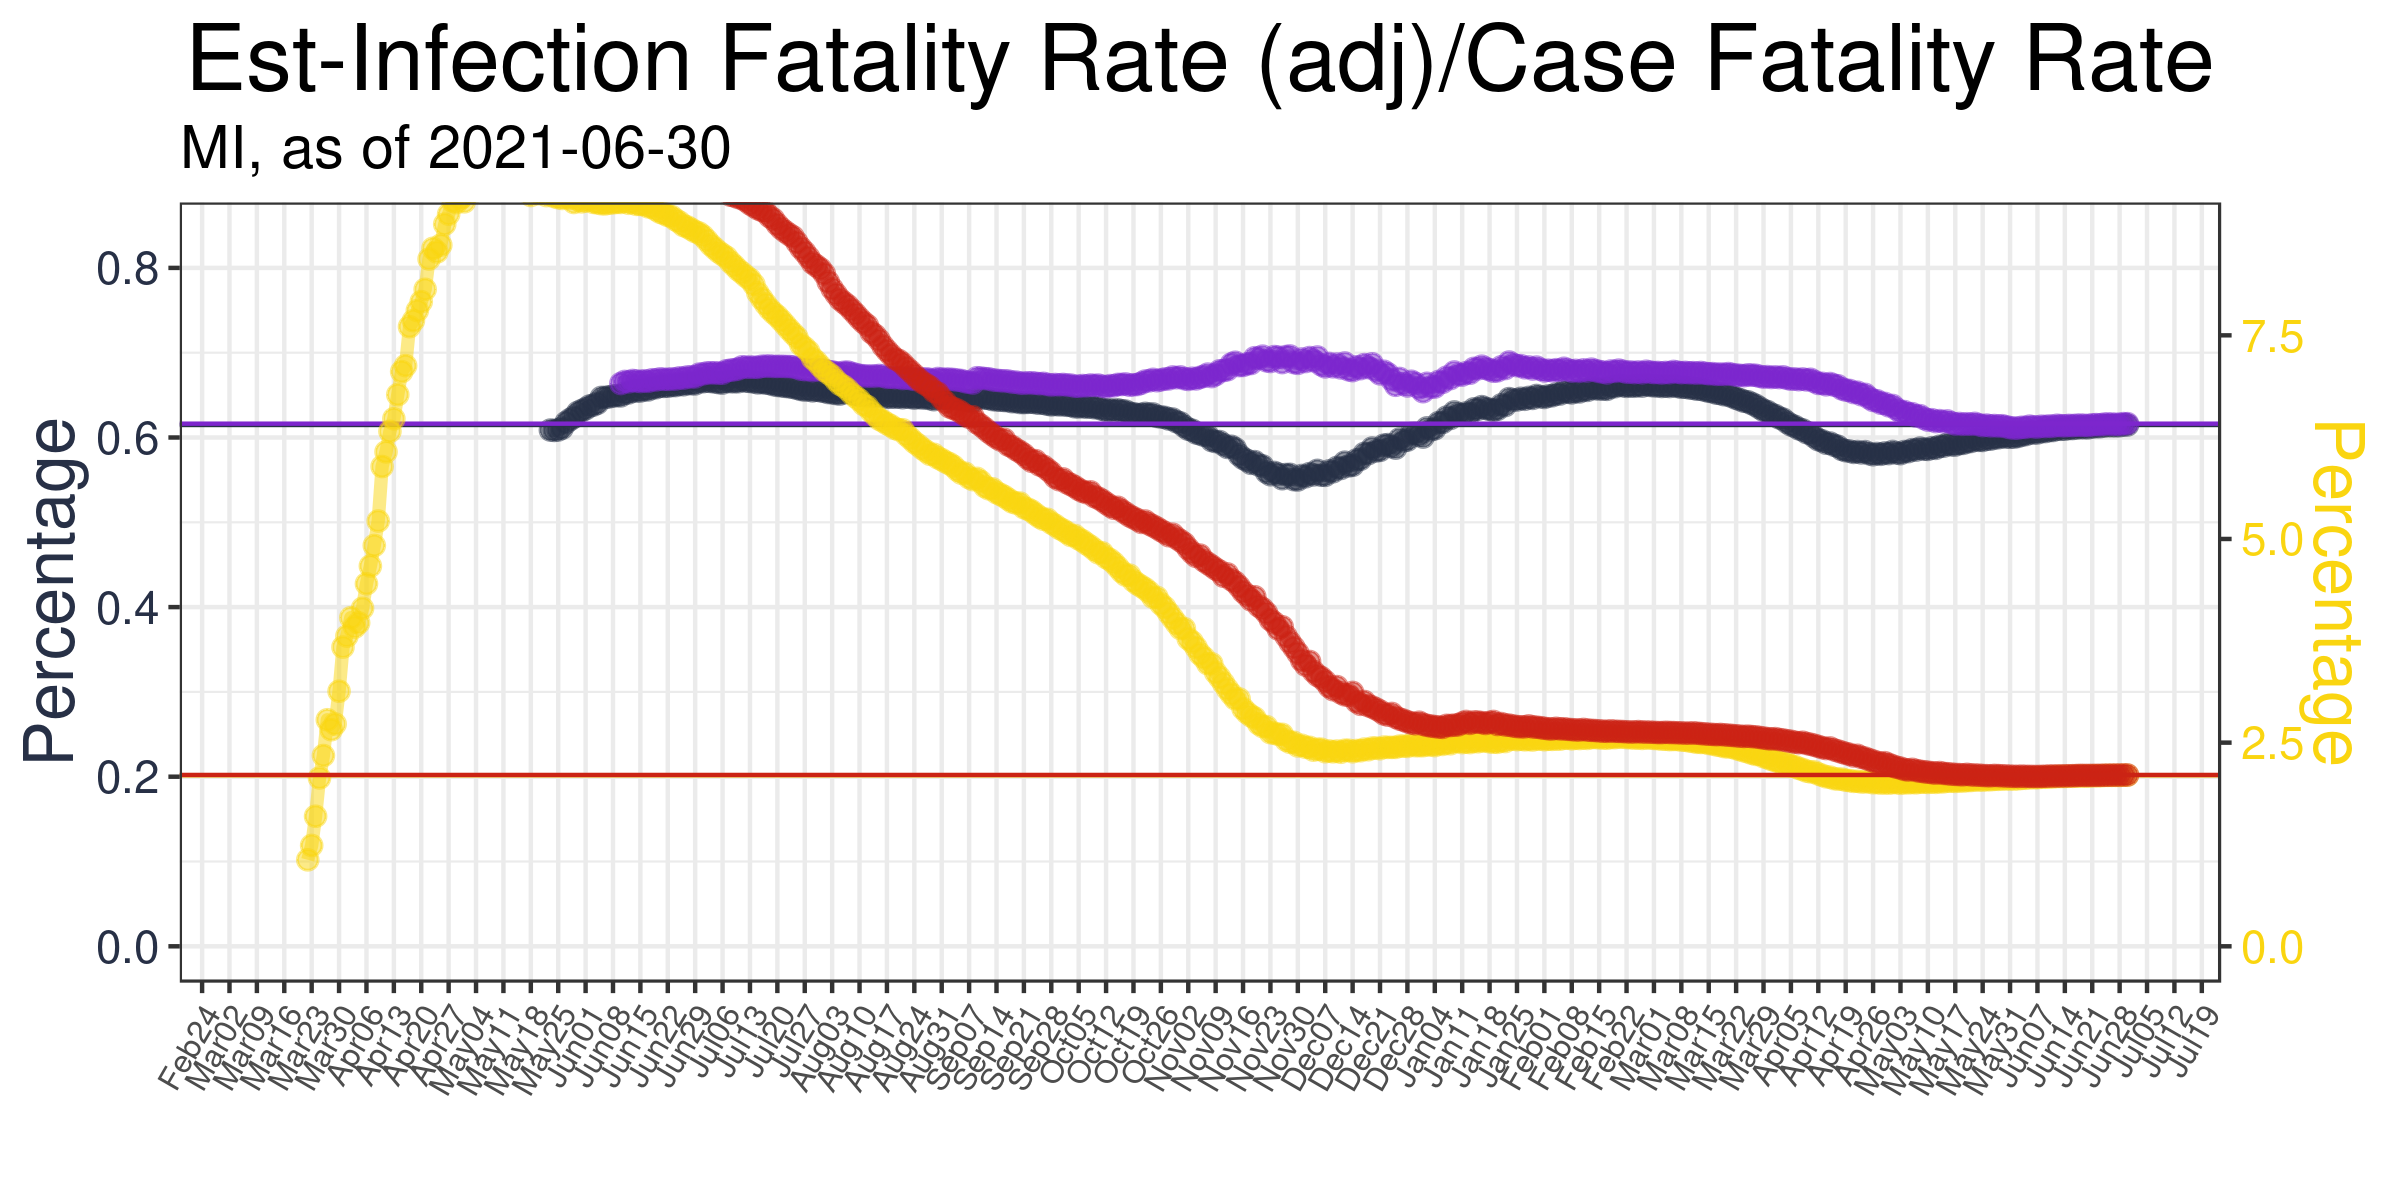 Est-Infection Fatality Rate (adj)/Case Fatality Rate
MI, as of 2021-06-30
Percentage
0.8
0.6
0.4
0.2
0.0
7.5
5.0
2.5
0.0
Percentage
Feb24
Mar02
Mar09
Mar16
Mar23
Mar30
Apr06
Apr13
Apr20
Apr27
May04
May11
May18
May25
Jun01
Jun08
Jun15
Jun22
Jun29
Jul06
Jul13
Jul20
Jul27
Aug03
Aug10
Aug17
Aug24
Aug31
Sep07
Sep14
Sep21
Sep28
Oct05
Oct12
Oct19
Oct26
Nov02
Nov09
Nov16
Nov23
Nov30
Dec07
Dec14
Dec21
Dec28
Jan04
Jan11
Jan18
Jan25
Feb01
Feb08
Feb15
Feb22
Mar01
Mar08
Mar15
Mar22
Mar29
Apr05
Apr12
Apr19
Apr26
May03
May10
May17
May24
May31
Jun07
Jun14
Jun21
Jun28
Jul05
Jul12
Jul19